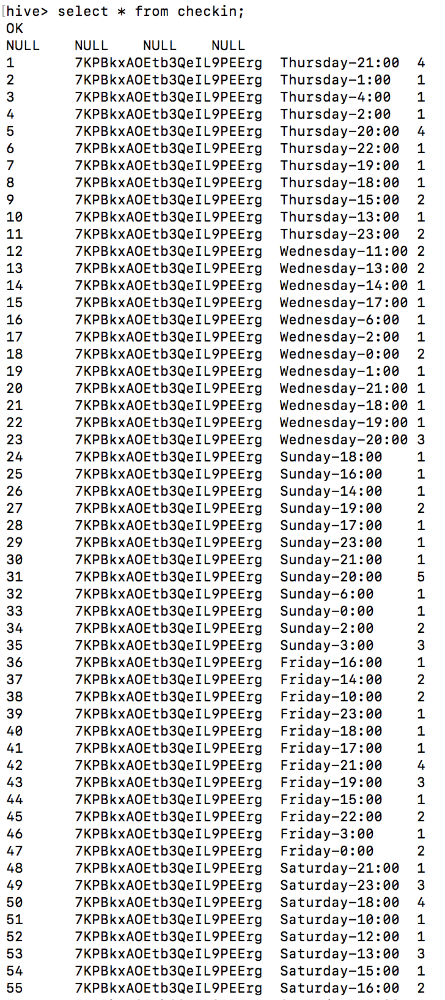 [hive> select * from checkin;
OK
NULL NULL NULL NULL
1 7KPBkxAOEtb3QeIL9PEErg Thursday-21:00 4
2 7KPBkxAOEtb3QeIL9PEErg Thursday-1:00 1
3 7KPBkxAOEtb3QeIL9PEErg Thursday-4:00 1
4 7KPBkxAOEtb3QeIL9PEErg Thursday-2:00 1
5 7KPBkxAOEtb3QeIL9PEErg Thursday-20:00 4
6 7KPBkxAOEtb3QeIL9PEErg Thursday-22:00 1
7 7KPBkxAOEtb3QeIL9PEErg Thursday-19:00 1
8 7KPBkxAOEtb3QeIL9PEErg Thursday-18:00 1
9 7KPBkxAOEtb3QeIL9PEErg Thursday-15:00 2
10 7KPBkxAOEtb3QeIL9PEErg Thursday-13:00 1
11 7KPBkxAOEtb3QeIL9PEErg Thursday-23:00 2
12 7KPBkxAOEtb3QeIL9PEErg Wednesday-11:00 2
13 7KPBkxAOEtb3QeIL9PEErg Wednesday-13:00 2
14 7KPBkxAOEtb3QeIL9PEErg Wednesday-14:00 1
15 7KPBkxAOEtb3QeIL9PEErg Wednesday-17:00 1
16 7KPBkxAOEtb3QeIL9PEErg Wednesday-6:00 1
17 7KPBkxAOEtb3QeIL9PEErg Wednesday-2:00 1
18 7KPBkxAOEtb3QeIL9PEErg Wednesday-0:00 2
19 7KPBkxAOEtb3QeIL9PEErg Wednesday-1:00 1
20 7KPBkxAOEtb3QeIL9PEErg Wednesday-21:00 1
21 7KPBkxAOEtb3QeIL9PEErg Wednesday-18:00 1
22 7KPBkxAOEtb3QeIL9PEErg Wednesday-19:00 1
23 7KPBkxAOEtb3QeIL9PEErg Wednesday-20:00 3
24 7KPBkxAOEtb3QeIL9PEErg Sunday-18:00 1
25 7KPBkxAOEtb3QeIL9PEErg Sunday-16:00 1
26 7KPBkxAOEtb3QeIL9PEErg Sunday-14:00 1
27 7KPBkxAOEtb3QeIL9PEErg Sunday-19:00 2
28 7KPBkxAOEtb3QeIL9PEErg Sunday-17:00 1
29 7KPBkxAOEtb3QeIL9PEErg Sunday-23:00 1
30 7KPBkxAOEtb3QeIL9PEErg Sunday-21:00 1
31 7KPBkxAOEtb3QeIL9PEErg Sunday-20:00 5
32 7KPBkxAOEtb3QeIL9PEErg Sunday-6:00 1
33 7KPBkxAOEtb3QeIL9PEErg Sunday-0:00 1
34 7KPBkxAOEtb3QeIL9PEErg Sunday-2:00 2
35 7KPBkxAOEtb3QeIL9PEErg Sunday-3:00 3
36 7KPBkxAOEtb3QeIL9PEErg Friday-16:00 1
37 7KPBkxAOEtb3QeIL9PEErg Friday-14:00 2
38 7KPBkxAOEtb3QeIL9PEErg Friday-10:00 2
39 7KPBkxAOEtb3QeIL9PEErg Friday-23:00 1
40 7KPBkxAOEtb3QeIL9PEErg Friday-18:00 1
41 7KPBkxAOEtb3QeIL9PEErg Friday-17:00 1
42 7KPBkxAOEtb3QeIL9PEErg Friday-21:00 4
43 7KPBkxAOEtb3QeIL9PEErg Friday-19:00 3
44 7KPBkxAOEtb3QeIL9PEErg Friday-15:00 1
45 7KPBkxAOEtb3QeIL9PEErg Friday-22:00 2
46 7KPBkxAOEtb3QeIL9PEErg Friday-3:00 1
47 7KPBkxAOEtb3QeIL9PEErg Friday-0:00 2
48 7KPBkxAOEtb3QeIL9PEErg Saturday-21:00 1
49 7KPBkxAOEtb3QeIL9PEErg Saturday-23:00 3
50 7KPBkxAOEtb3QeIL9PEErg Saturday-18:00 4
51 7KPBkxAOEtb3QeIL9PEErg Saturday-10:00 1
52 7KPBkxAOEtb3QeIL9PEErg Saturday-12:00 1
53 7KPBkxAOEtb3QeIL9PEErg Saturday-13:00 3
54 7KPBkxAOEtb3QeIL9PEErg Saturday-15:00 1
55 7KPBkxAOEtb3QeIL9PEErg Saturday-16:00 2